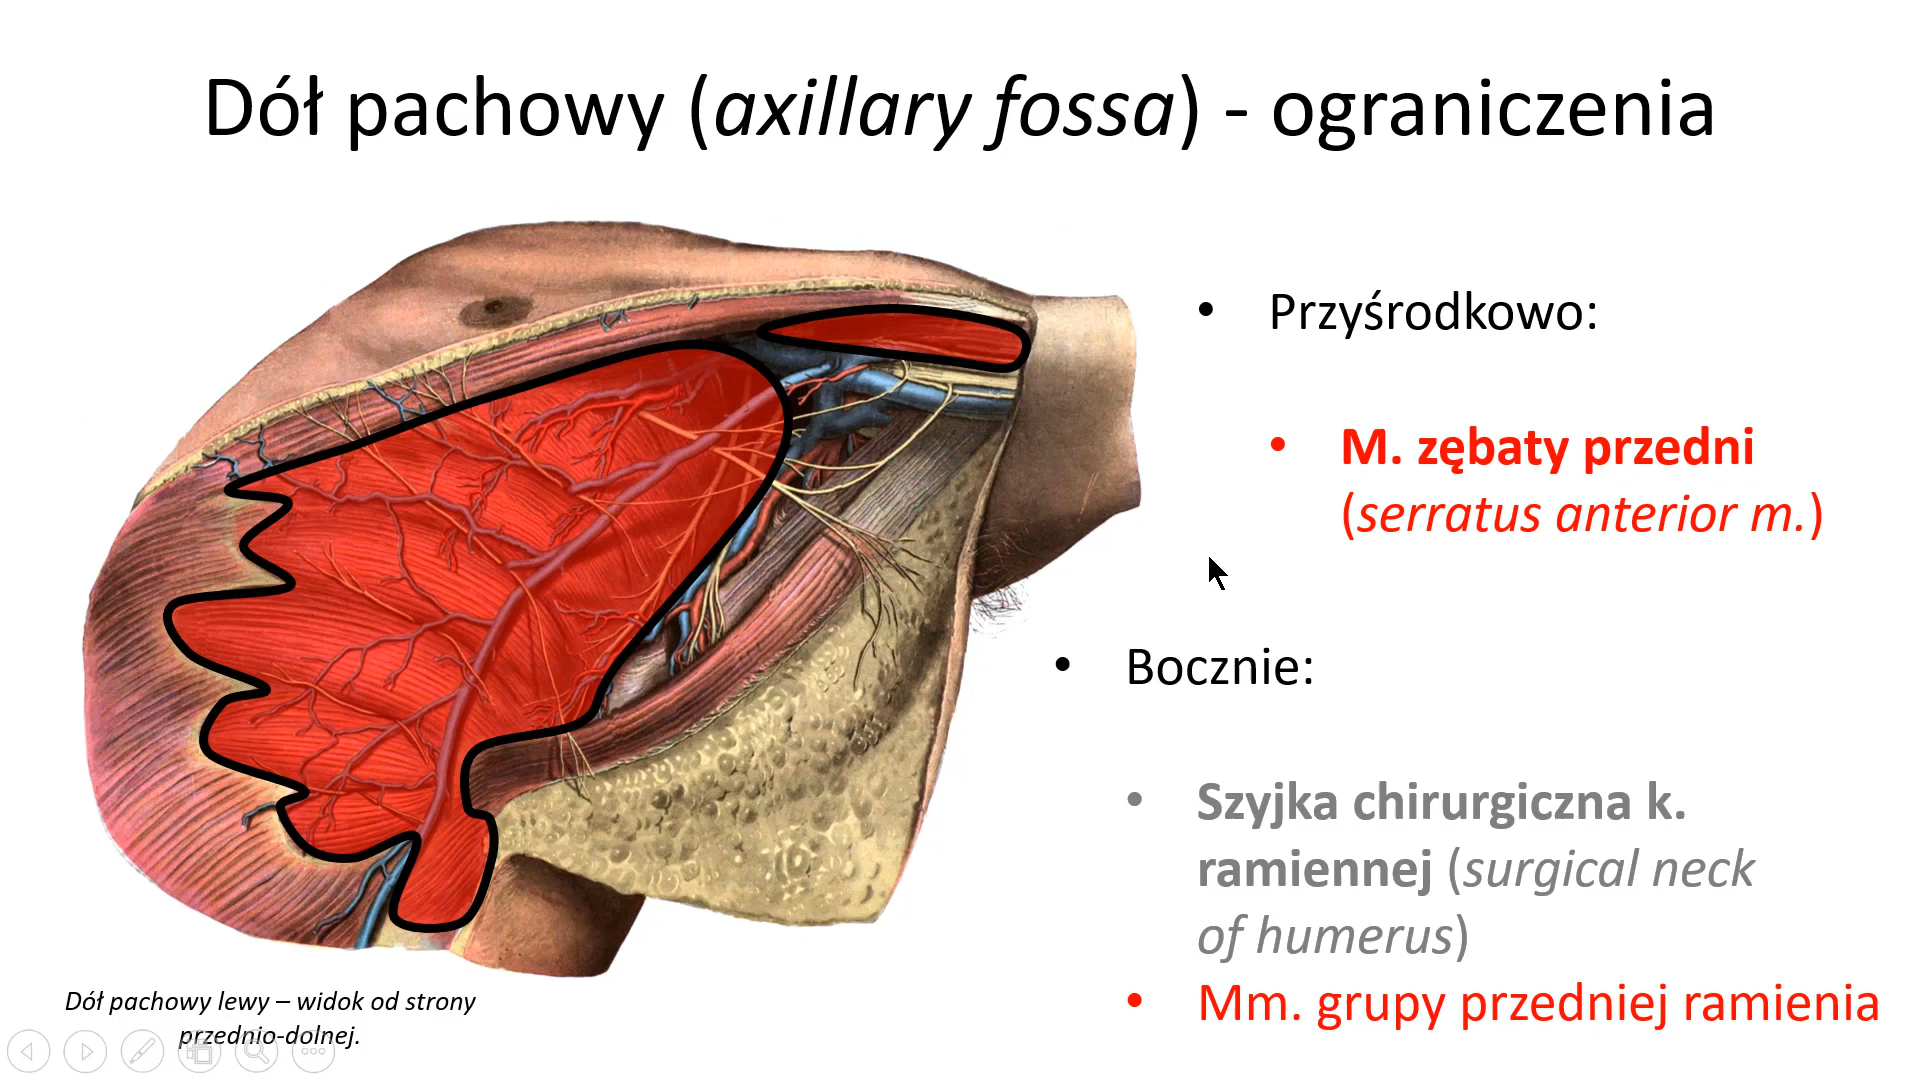 Dół pachowy (axillary fossa) - ograniczenia
• Przyśrodkowo:
• M. zębaty przedni
(serratus anterior m.)
• Bocznie:
• Szyjka chirurgiczna k.
ramiennej (surgical neck
of humerus)
• Mm. grupy przedniej ramienia
Dół pachowy lewy – widok od strony
przednio-dolnej.